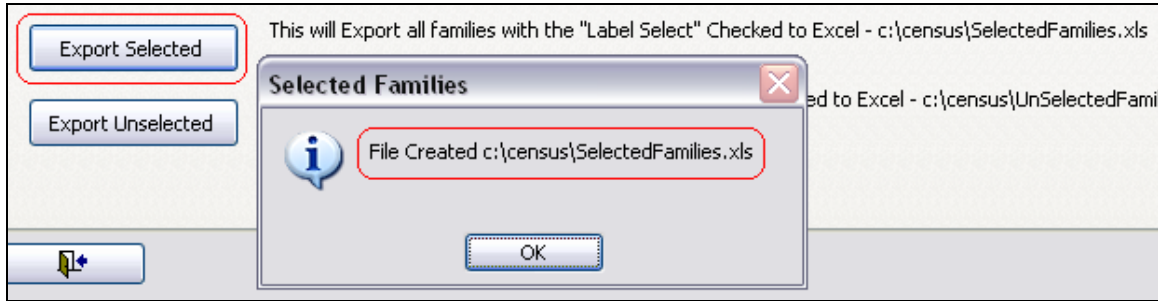 Export Selected
This will Export all families with the "Label Select" Checked to Excel - c:\census\SelectedFamilies.xls
Selected Families
Export Unselected
ed to Excel - c:\census\UnSelectedFami
File Created c:\census\SelectedFamilies.xls
OK